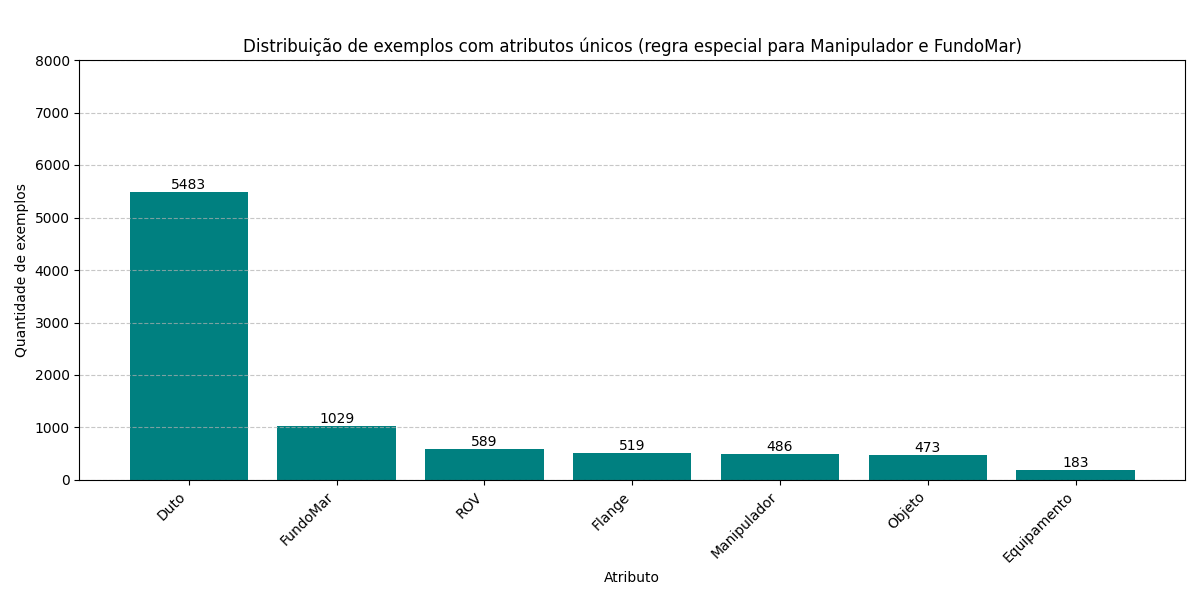 Distribuição de exemplos com atributos únicos (regra especial para Manipulador e FundoMar)
8000
7000
6000
5000
4000
3000
2000
1000
0
Quantidade de exemplos
5483
1029
589
519
486
473
183
Duto
FundoMar
ROV
Flange
Manipulador
Objeto
Equipamento
Atributo